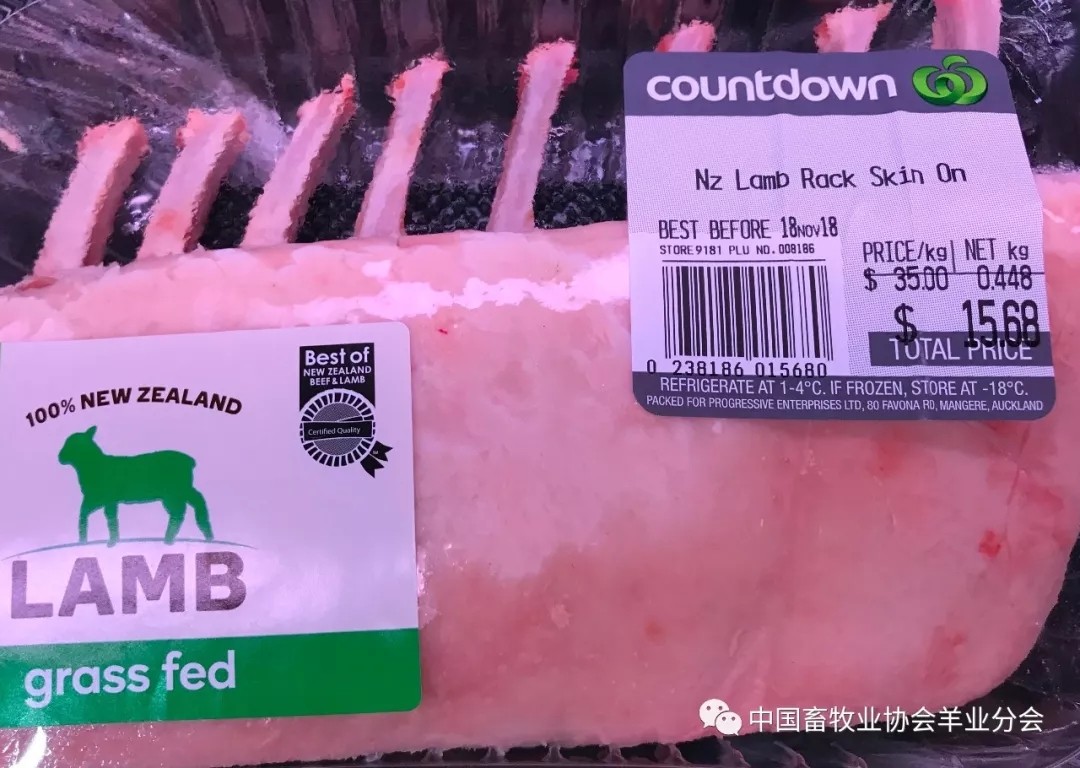 countdown
Nz Lamb Rack Skin On
BEST BEFORE 18NOV18
STORE9181 PLU NO. 008186
PRICE/kg NET kg
$ 35.00 0.448
$ 15.68
TOTAL PRICE
0 238186 015680
REFRIGERATE AT 1-4°C. IF FROZEN, STORE AT -18°C.
PACKED FOR PROGRESSIVE ENTERPRISES LTD, 80 FAVONA RD, MANGERE, AUCKLAND
Best of
NEW ZEALAND
BEEF & LAMB
Certified Quality
100% NEW ZEALAND
LAMB
grass fed
中国畜牧业协会羊业分会